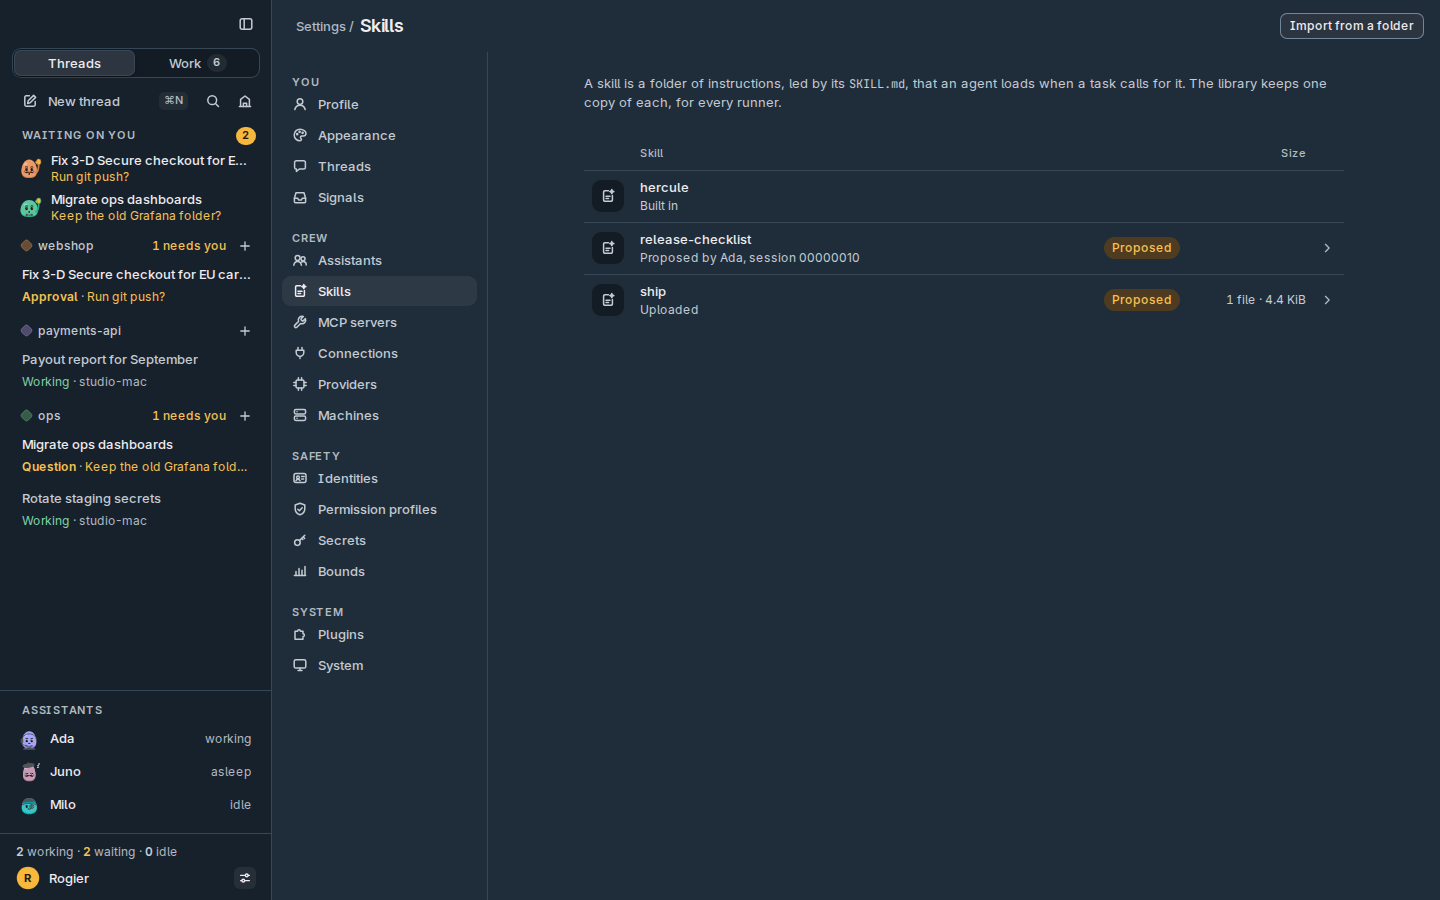 Settings / Skills
Import from a folder
Threads
Work 6
New thread ⌘N
WAITING ON YOU 2
Fix 3-D Secure checkout for E...
Run git push?
Migrate ops dashboards
Keep the old Grafana folder?
webshop 1 needs you
Fix 3-D Secure checkout for EU car...
Approval · Run git push?
payments-api
Payout report for September
Working · studio-mac
ops 1 needs you
Migrate ops dashboards
Question · Keep the old Grafana fold...
Rotate staging secrets
Working · studio-mac
ASSISTANTS
Ada working
Juno asleep
Milo idle
2 working · 2 waiting · 0 idle
R Rogier
YOU
Profile
Appearance
Threads
Signals
CREW
Assistants
Skills
MCP servers
Connections
Providers
Machines
SAFETY
Identities
Permission profiles
Secrets
Bounds
SYSTEM
Plugins
System
A skill is a folder of instructions, led by its SKILL.md, that an agent loads when a task calls for it. The library keeps one
copy of each, for every runner.
Skill Size
hercule
Built in
release-checklist
Proposed by Ada, session 00000010
Proposed
ship
Uploaded
Proposed
1 file · 4.4 KiB